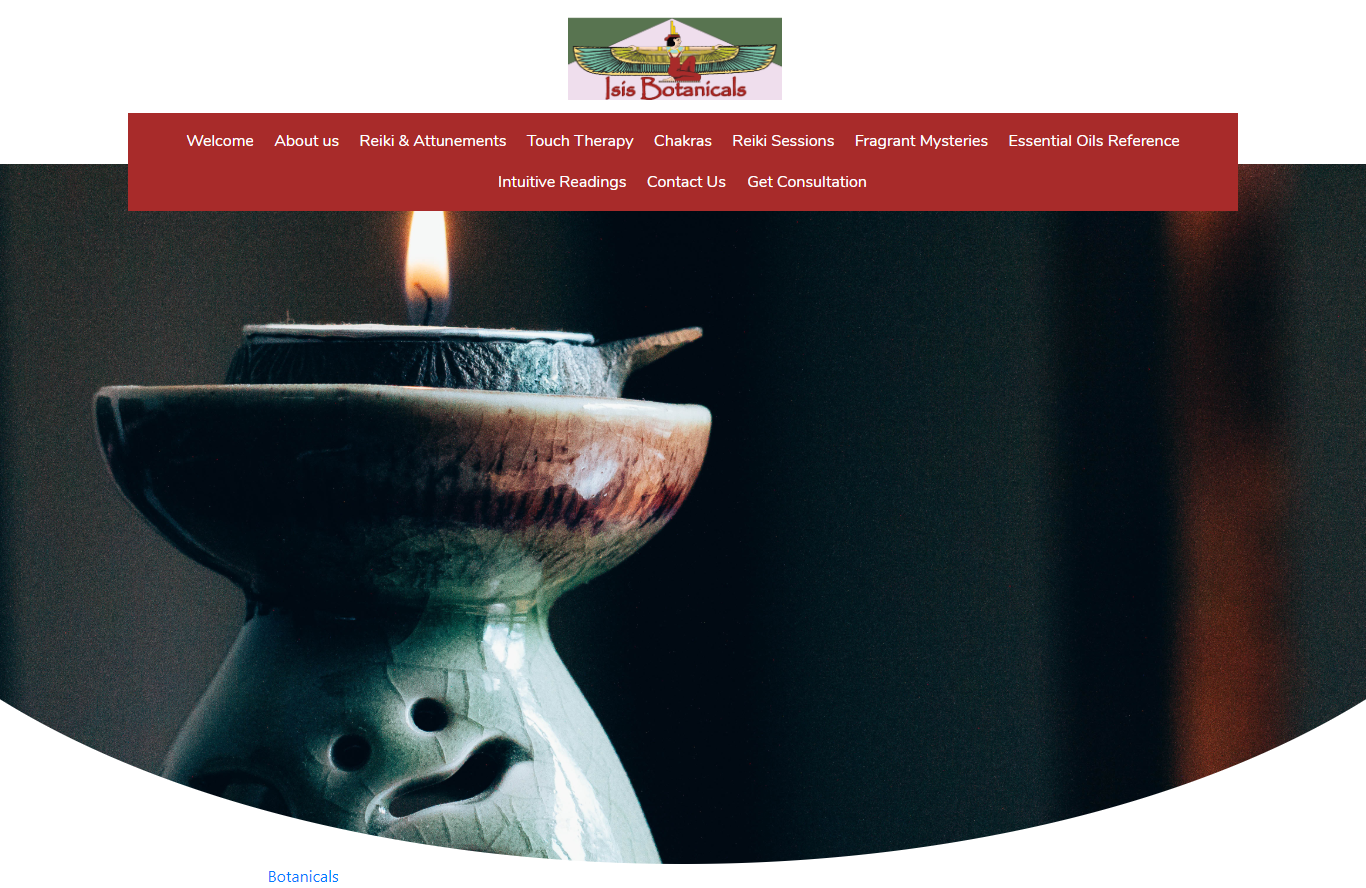 Isis Botanicals
Welcome About us Reiki & Attunements Touch Therapy Chakras Reiki Sessions Fragrant Mysteries Essential Oils Reference
Intuitive Readings Contact Us Get Consultation
Botanicals